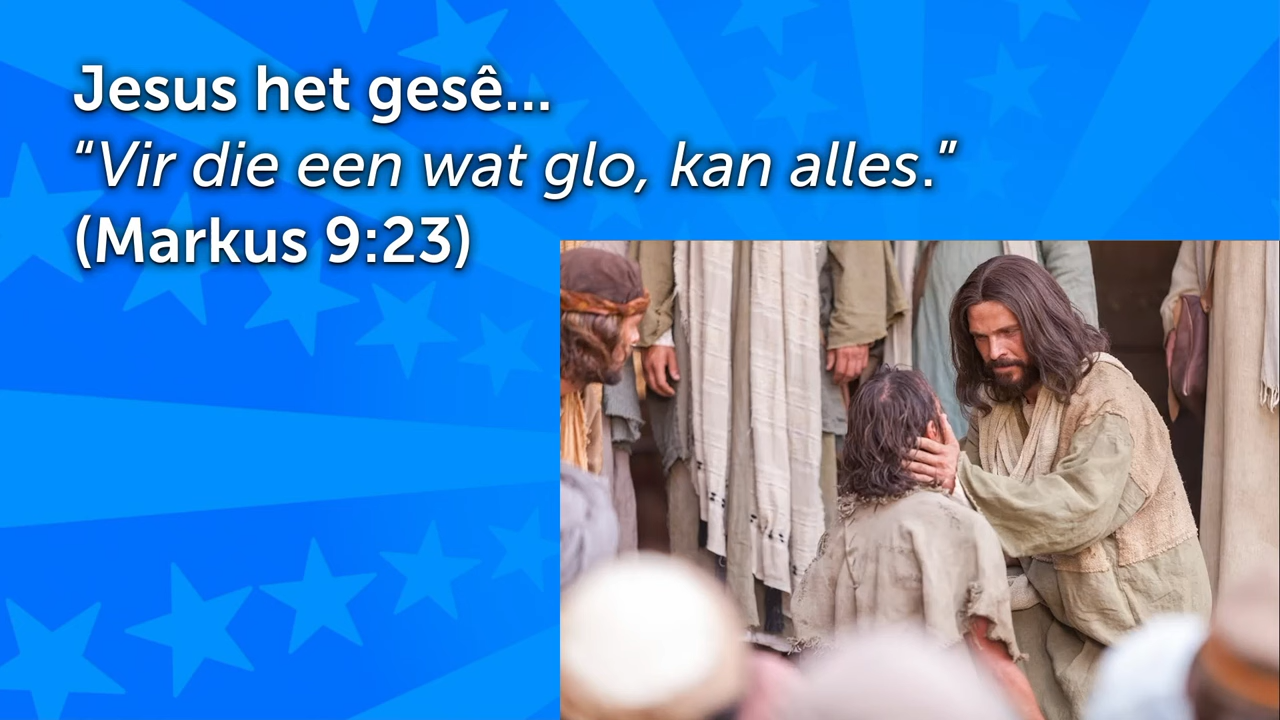 Jesus het gesê...
“Vir die een wat glo, kan alles.”
(Markus 9:23)